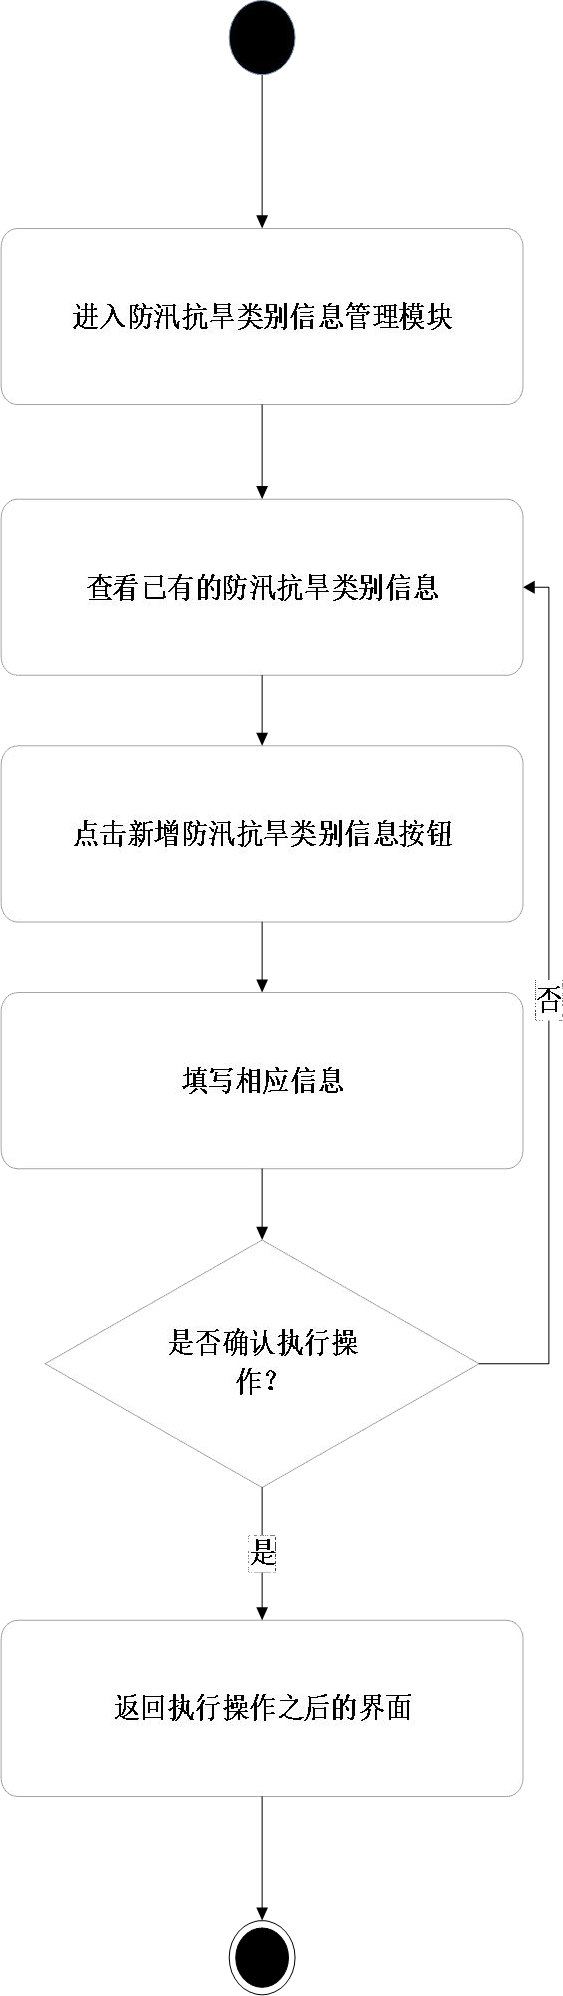 进入防汛抗旱类别信息管理模块
查看已有的防汛抗旱类别信息
点击新增防汛抗旱类别信息按钮
否
填写相应信息
是否确认执行操
作？
是
返回执行操作之后的界面